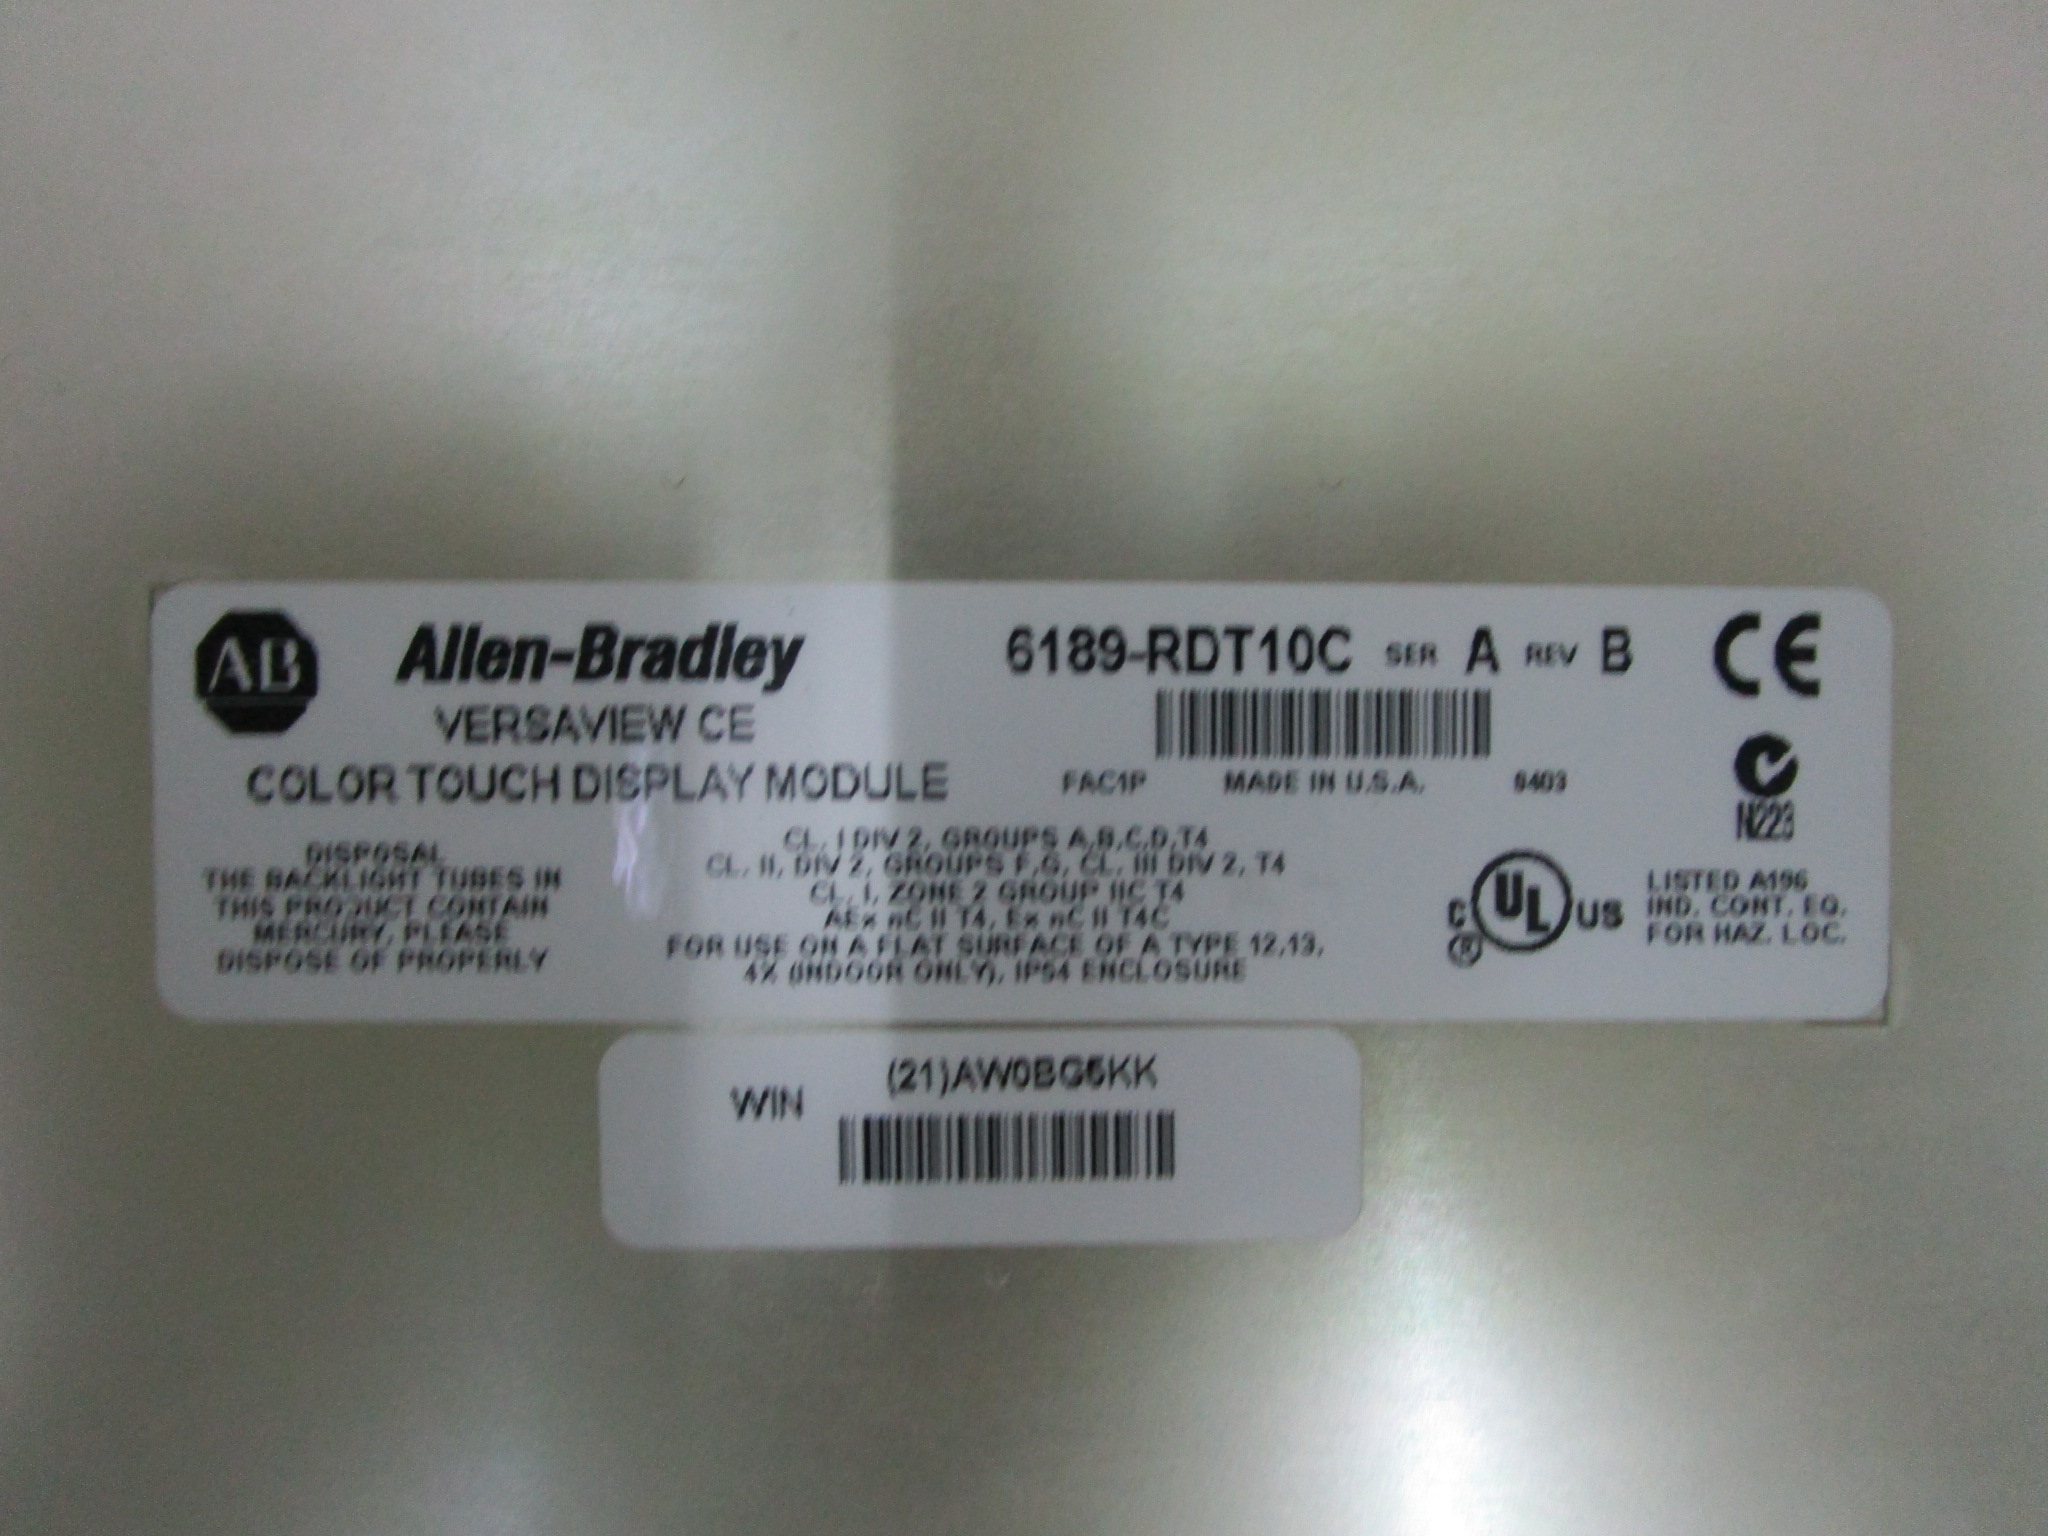 AB Allen-Bradley
VERSAVIEW CE
COLOR TOUCH DISPLAY MODULE
6189-RDT10C SER A REV B
FAC1P MADE IN U.S.A. 9403
CE
N223
DISPOSAL
THE BACKLIGHT TUBES IN
THIS PRODUCT CONTAIN
MERCURY, PLEASE
DISPOSE OF PROPERLY
CL, I DIV 2, GROUPS A,B,C,D,T4
CL, II, DIV 2, GROUPS F,G, CL, III DIV 2, T4
CL, I, ZONE 2 GROUP IIC T4
AEx nC II T4, Ex nC II T4C
FOR USE ON A FLAT SURFACE OF A TYPE 12,13,
4X (INDOOR ONLY), IP54 ENCLOSURE
C UL US
®
LISTED A196
IND. CONT. EQ.
FOR HAZ. LOC.
WIN (21)AW0BG5KK